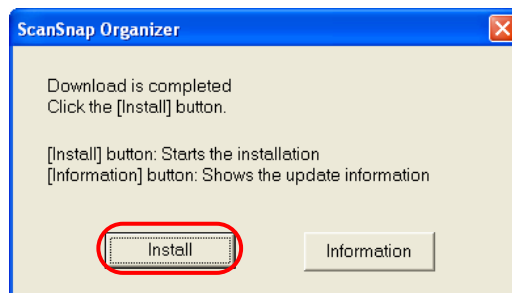 ScanSnap Organizer
Download is completed
Click the [Install] button.
[Install] button: Starts the installation
[Information] button: Shows the update information
Install
Information